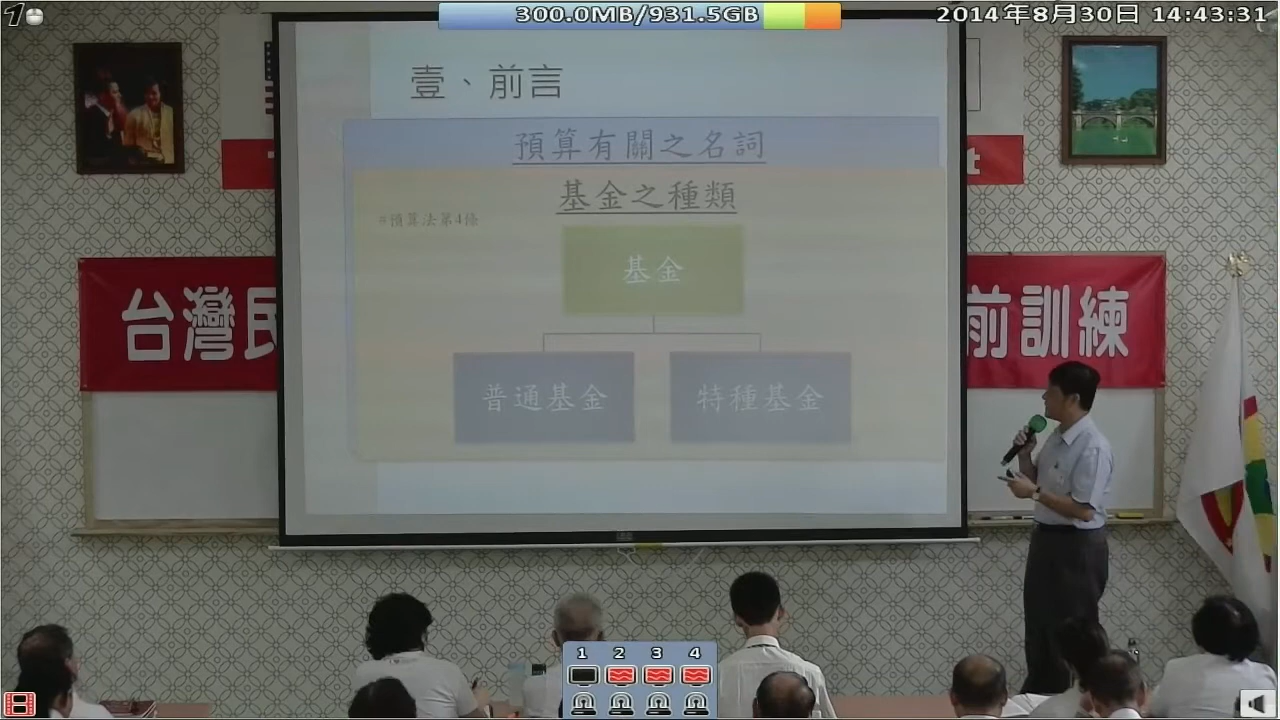 1
300.0MB/931.5GB
2014年8月30日 14:43:31
壹、前言
預算有關之名詞
基金之種類
#預算法第4條
基金
普通基金
特種基金
t
台灣民
前訓練
1 2 3 4